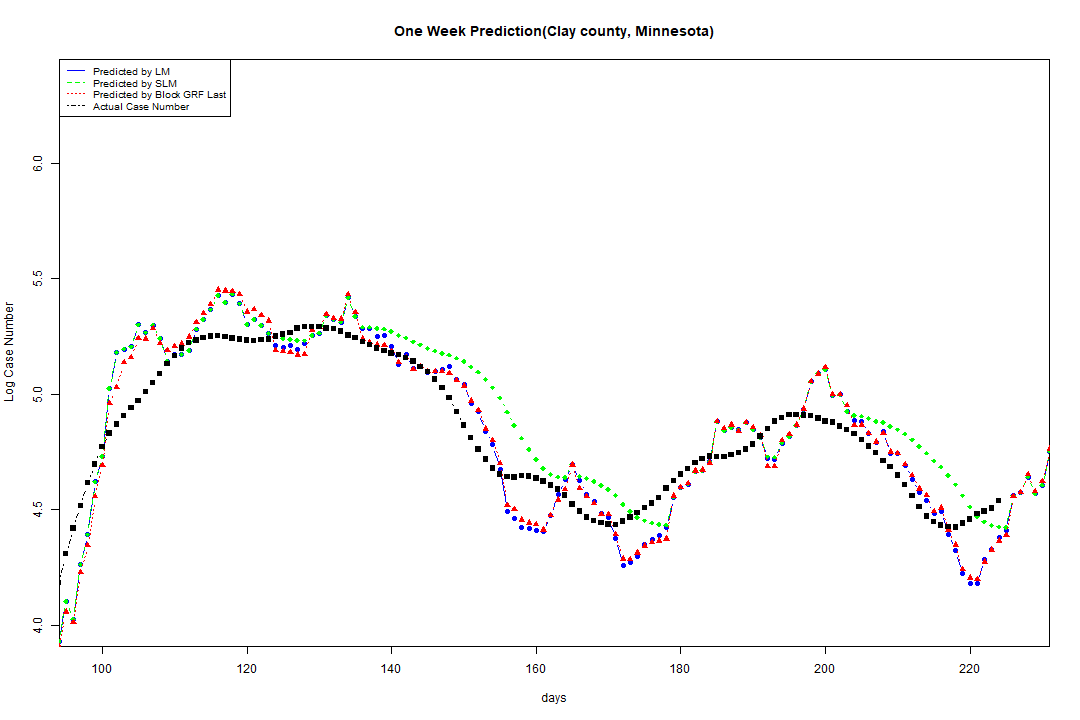 One Week Prediction(Clay county, Minnesota)
Predicted by LM
Predicted by SLM
Predicted by Block GRF Last
Actual Case Number
6.0
5.5
5.0
4.5
4.0
Log Case Number
100 120 140 160 180 200 220
days